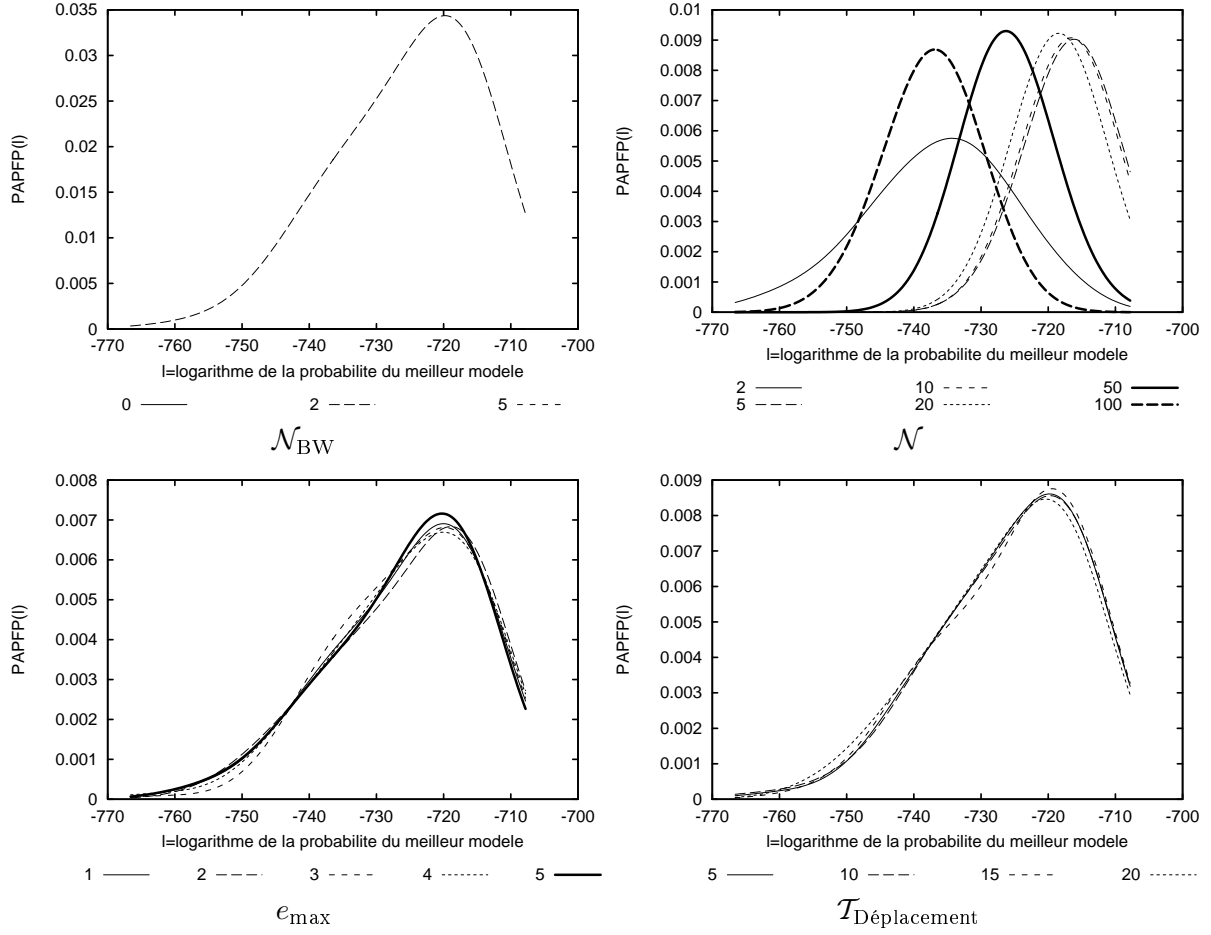 PAPFP(l)
0.035
0.03
0.025
0.02
0.015
0.01
0.005
0
-770 -760 -750 -740 -730 -720 -710 -700
l=logarithme de la probabilite du meilleur modele
0 2 5
𝒩BW
PAPFP(l)
0.01
0.009
0.008
0.007
0.006
0.005
0.004
0.003
0.002
0.001
0
-770 -760 -750 -740 -730 -720 -710 -700
l=logarithme de la probabilite du meilleur modele
2 10 50
5 20 100
𝒩
PAPFP(l)
0.008
0.007
0.006
0.005
0.004
0.003
0.002
0.001
0
-770 -760 -750 -740 -730 -720 -710 -700
l=logarithme de la probabilite du meilleur modele
1 2 3 4 5
emax
PAPFP(l)
0.009
0.008
0.007
0.006
0.005
0.004
0.003
0.002
0.001
0
-770 -760 -750 -740 -730 -720 -710 -700
l=logarithme de la probabilite du meilleur modele
5 10 15 20
𝒯Déplacement